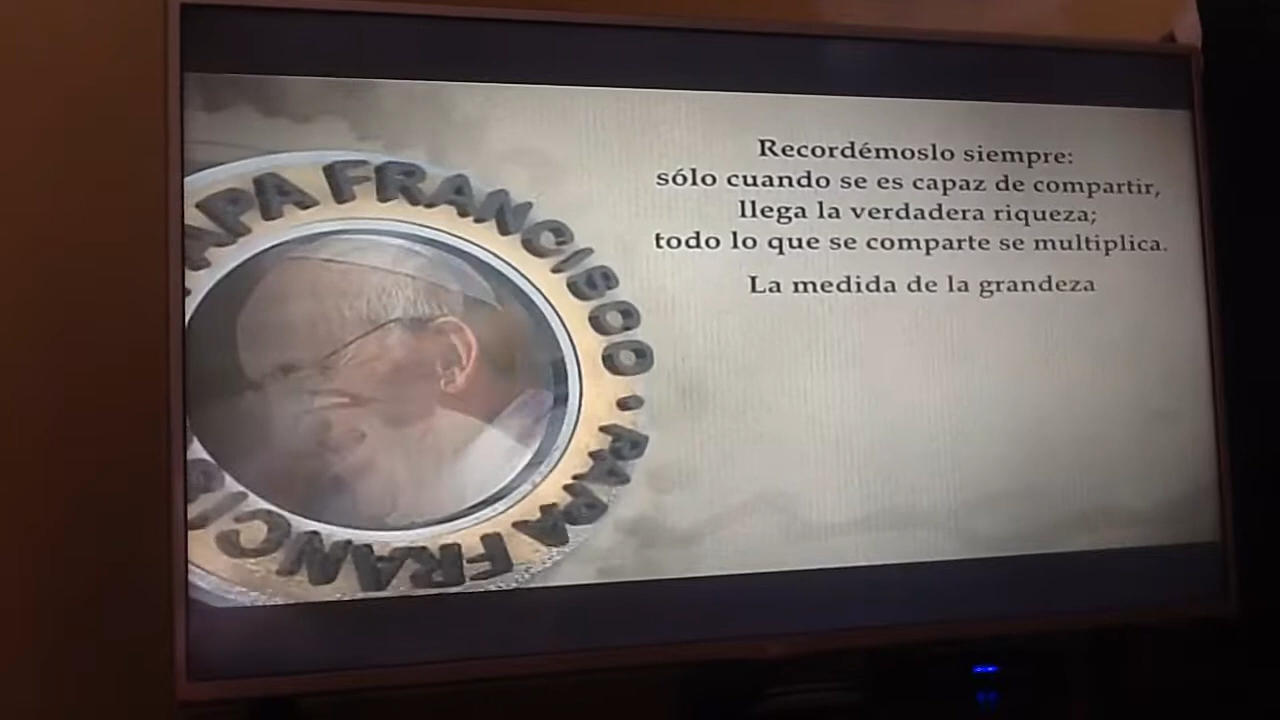 PAPA FRANCISCO · PAPA FRANCISCO
Recordémoslo siempre:
sólo cuando se es capaz de compartir,
llega la verdadera riqueza;
todo lo que se comparte se multiplica.
La medida de la grandeza